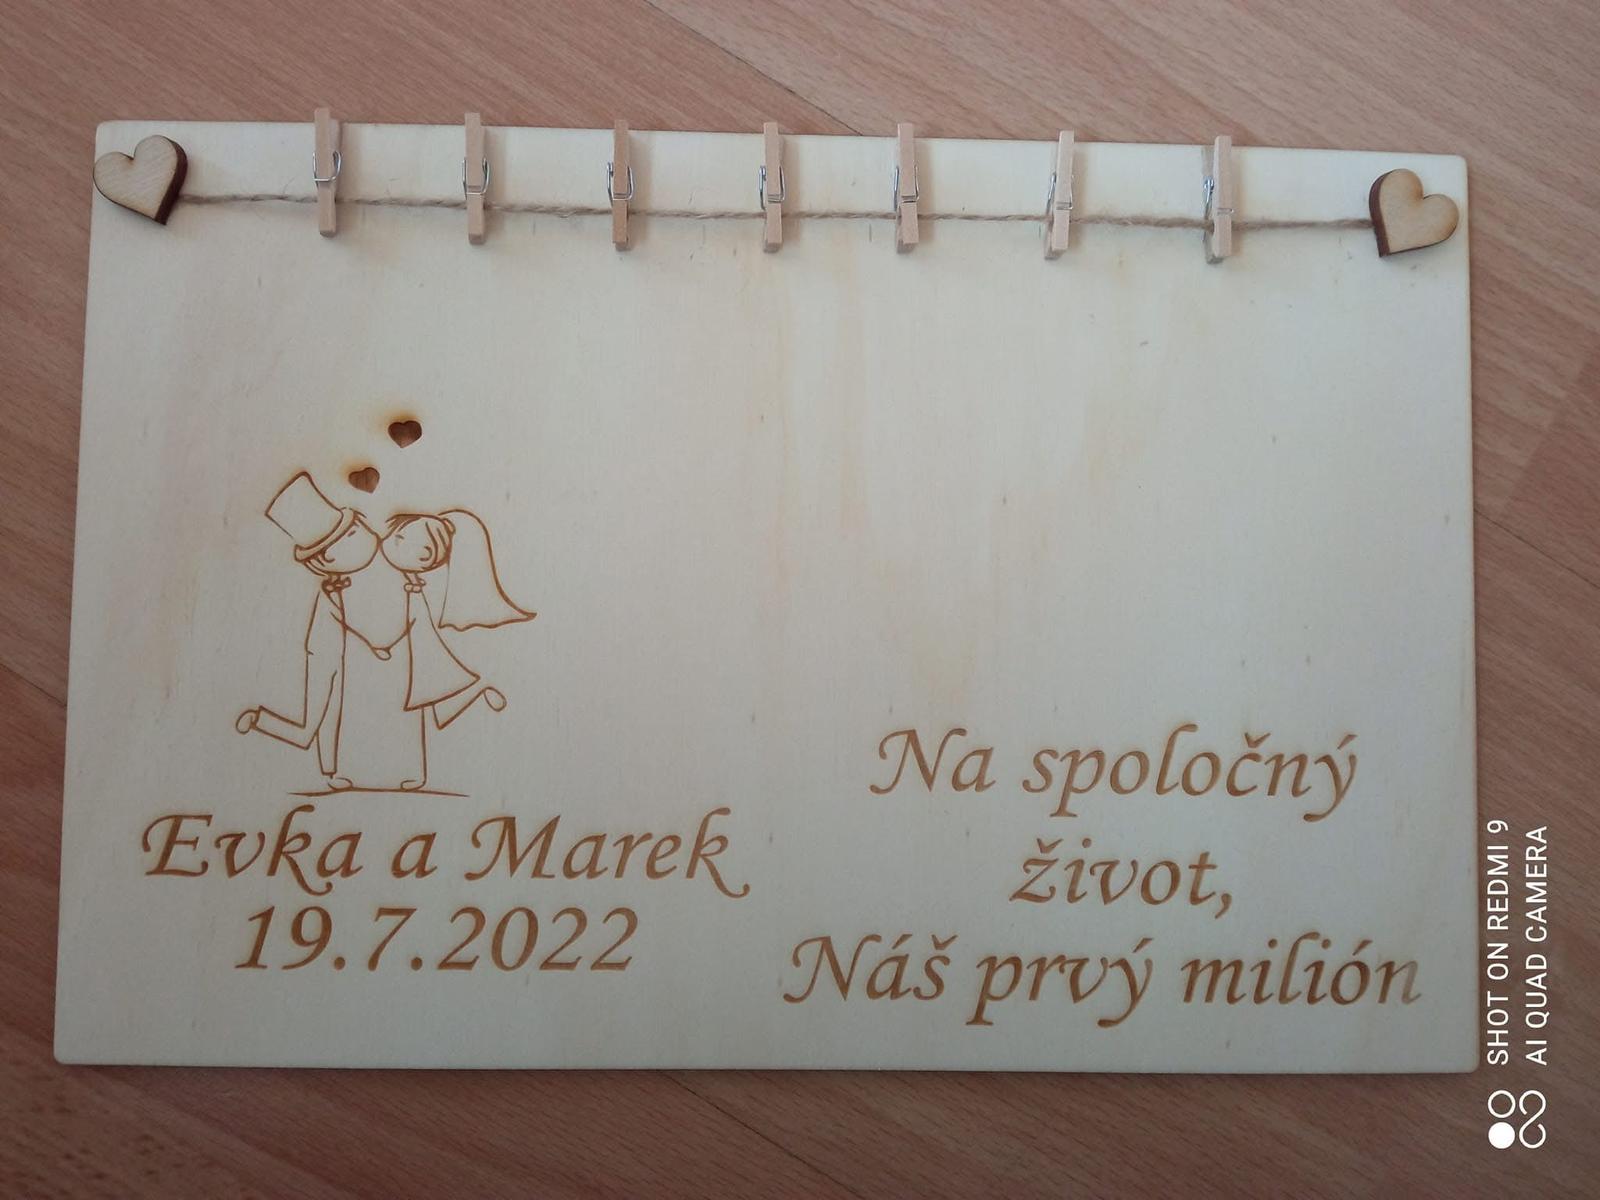 Evka a Marek
19.7.2022
Na spoločný
život,
Náš prvý milión
SHOT ON REDMI 9
AI QUAD CAMERA